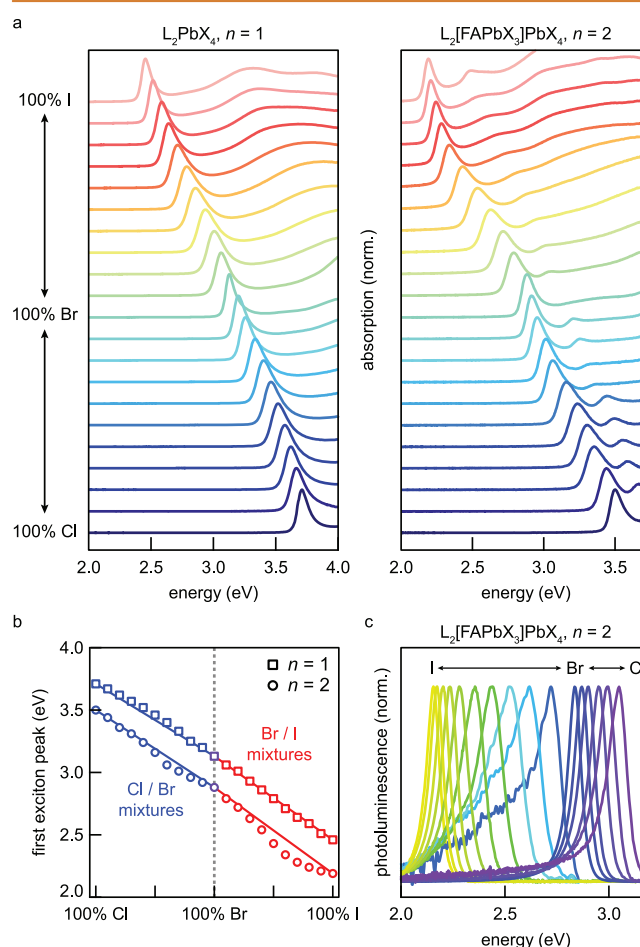 a
L₂PbX₄, n = 1
L₂[FAPbX₃]PbX₄, n = 2
100% I
100% Br
100% Cl
absorption (norm.)
2.0 2.5 3.0 3.5 4.0
energy (eV)
2.0 2.5 3.0 3.5
energy (eV)
b
first exciton peak (eV)
4.0
3.5
3.0
2.5
2.0
n = 1
n = 2
Br / I
mixtures
Cl / Br
mixtures
100% Cl 100% Br 100% I
c
L₂[FAPbX₃]PbX₄, n = 2
I Br
photoluminescence (norm.)
2.0 2.5 3.0
energy (eV)